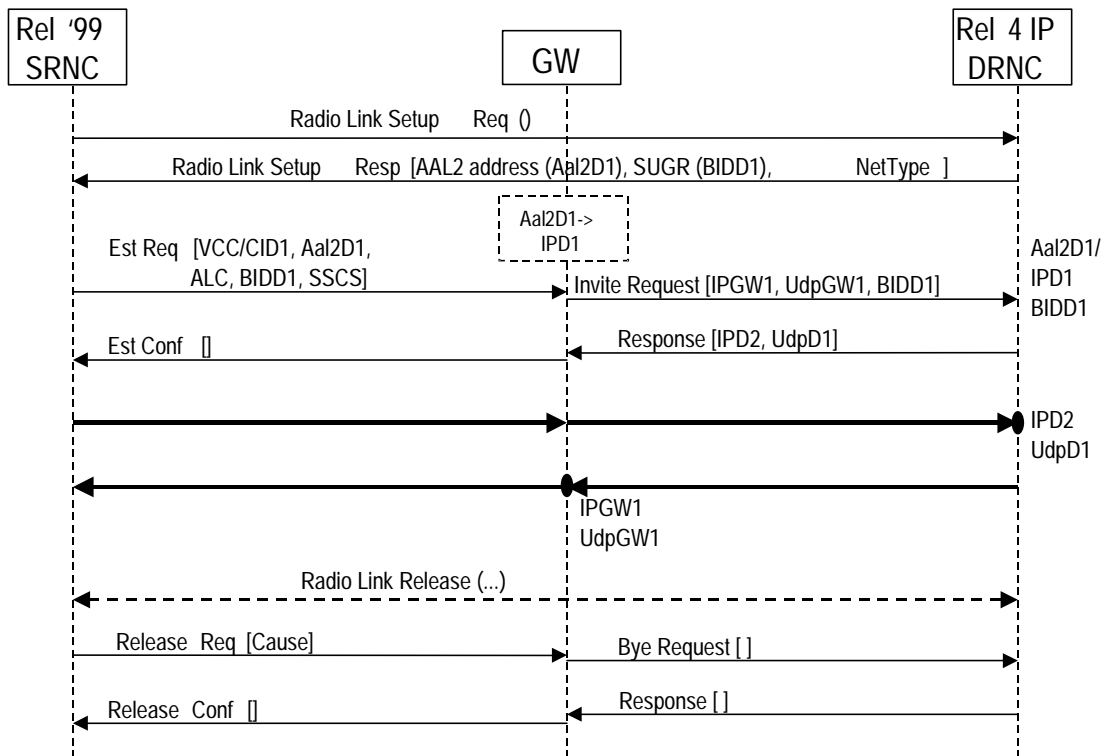 Rel '99
SRNC
GW
Rel 4 IP
DRNC
Radio Link Setup Req ()
Radio Link Setup Resp [AAL2 address (Aal2D1), SUGR (BIDD1), NetType ]
Aal2D1->
IPD1
Est Req [VCC/CID1, Aal2D1,
ALC, BIDD1, SSCS]
Invite Request [IPGW1, UdpGW1, BIDD1]
Aal2D1/
IPD1
BIDD1
Est Conf []
Response [IPD2, UdpD1]
IPD2
UdpD1
IPGW1
UdpGW1
Radio Link Release (...)
Release Req [Cause]
Bye Request [ ]
Release Conf []
Response [ ]